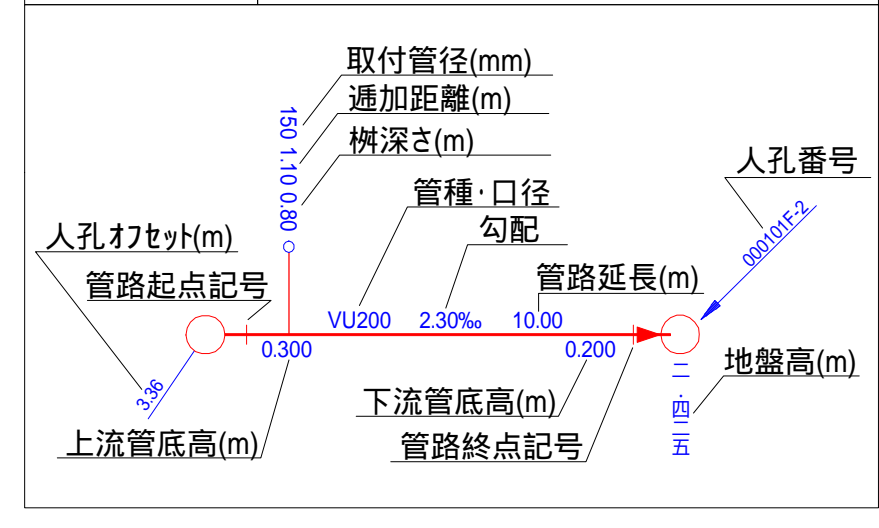 取付管径(mm)
逓加距離(m)
桝深さ(m)
150 1.10 0.80
管種・口径
人孔番号
勾配
000101F-2
人孔オフセット(m)
管路起点記号
管路延長(m)
VU200 2.30‰ 10.00
0.300 0.200
3.36
二・四二五
地盤高(m)
下流管底高(m)
上流管底高(m)
管路終点記号